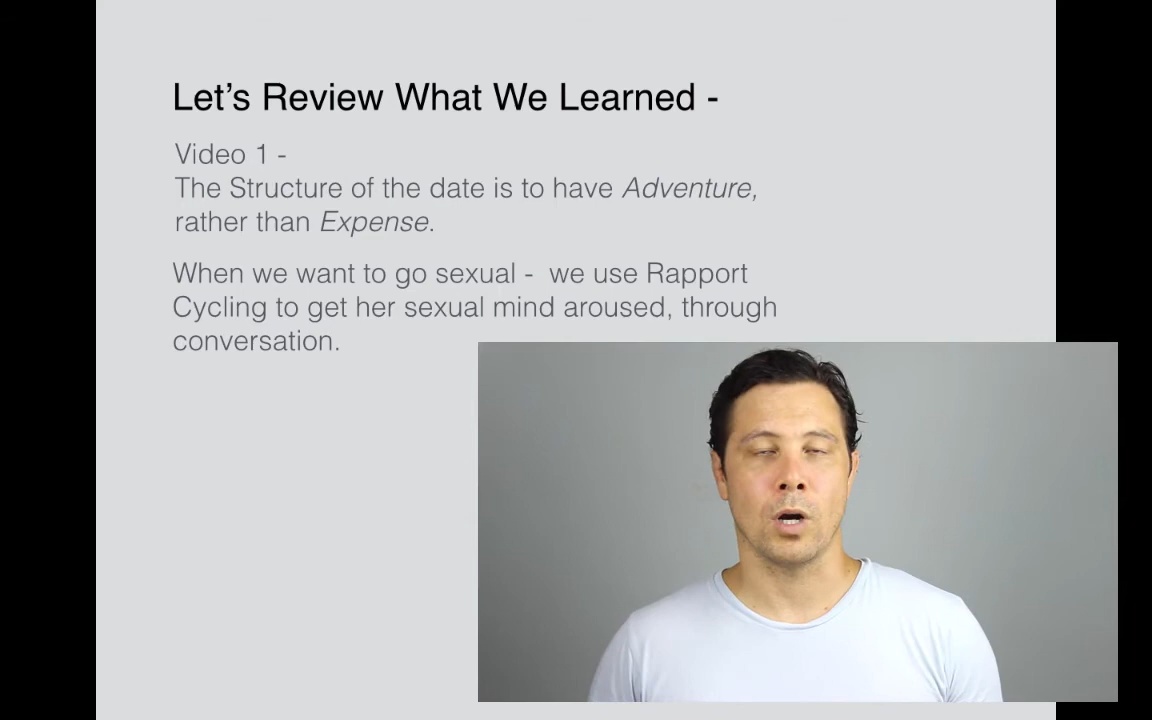 Let's Review What We Learned -
Video 1 -
The Structure of the date is to have Adventure,
rather than Expense.
When we want to go sexual -  we use Rapport
Cycling to get her sexual mind aroused, through
conversation.